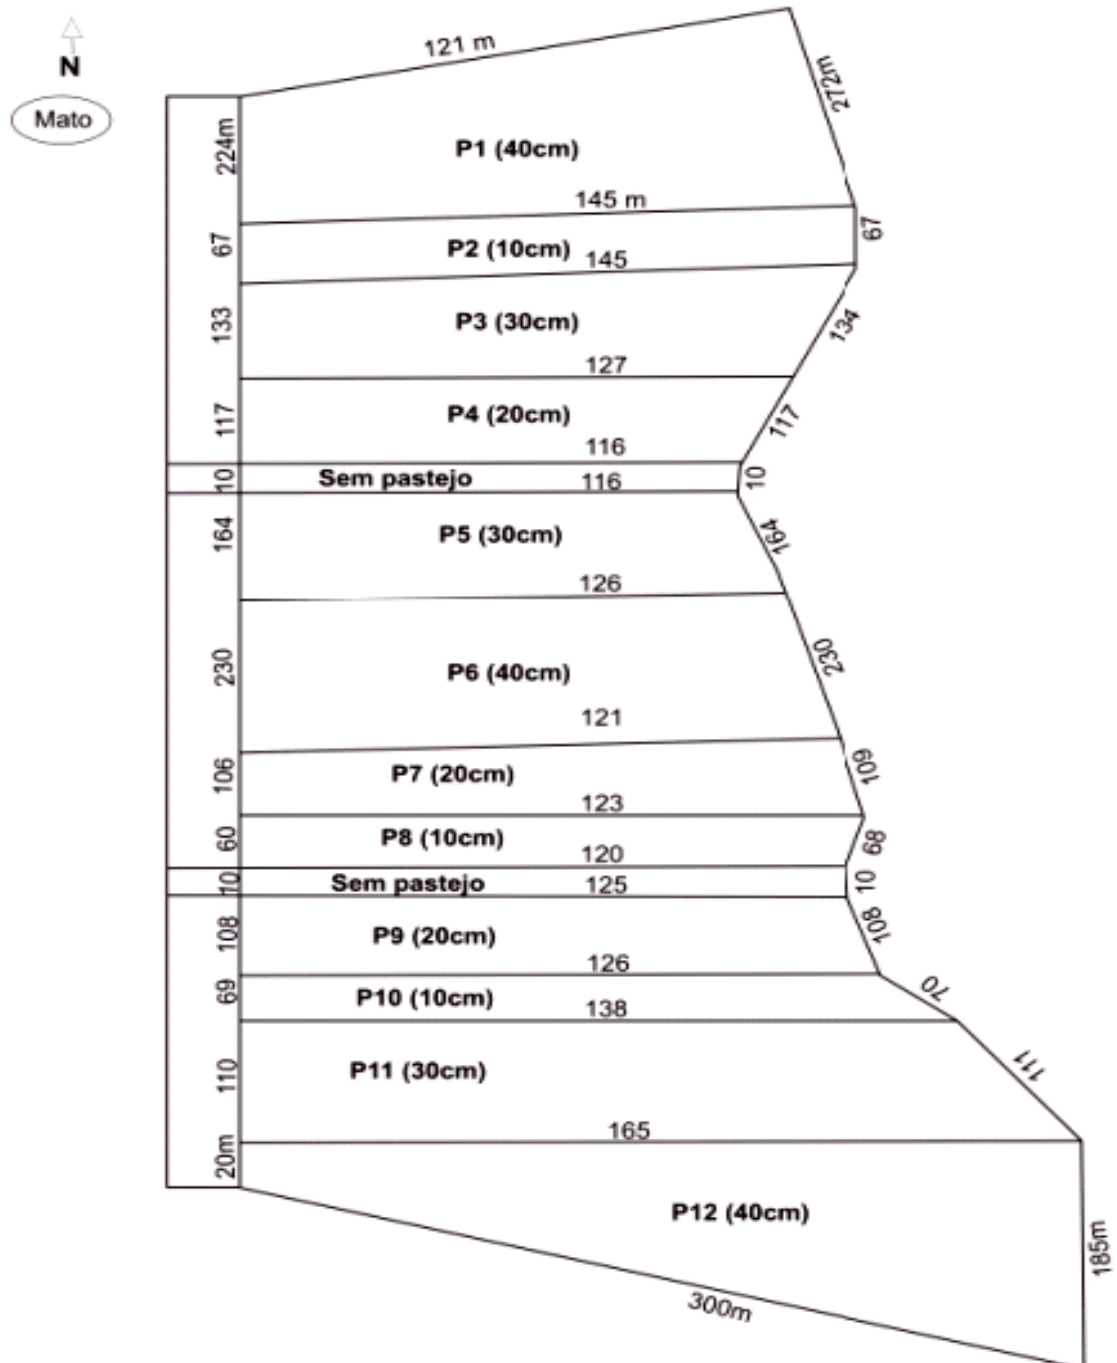 N
Mato
121 m
272m
224m
P1 (40cm)
145 m
67
P2 (10cm)
67
145
133
P3 (30cm)
134
127
117
P4 (20cm)
117
116
10
Sem pastejo
116
10
164
P5 (30cm)
164
126
230
P6 (40cm)
230
121
106
P7 (20cm)
109
123
60
P8 (10cm)
68
120
10
Sem pastejo
125
10
108
P9 (20cm)
108
126
69
P10 (10cm)
70
138
110
P11 (30cm)
111
165
20m
P12 (40cm)
185m
300m